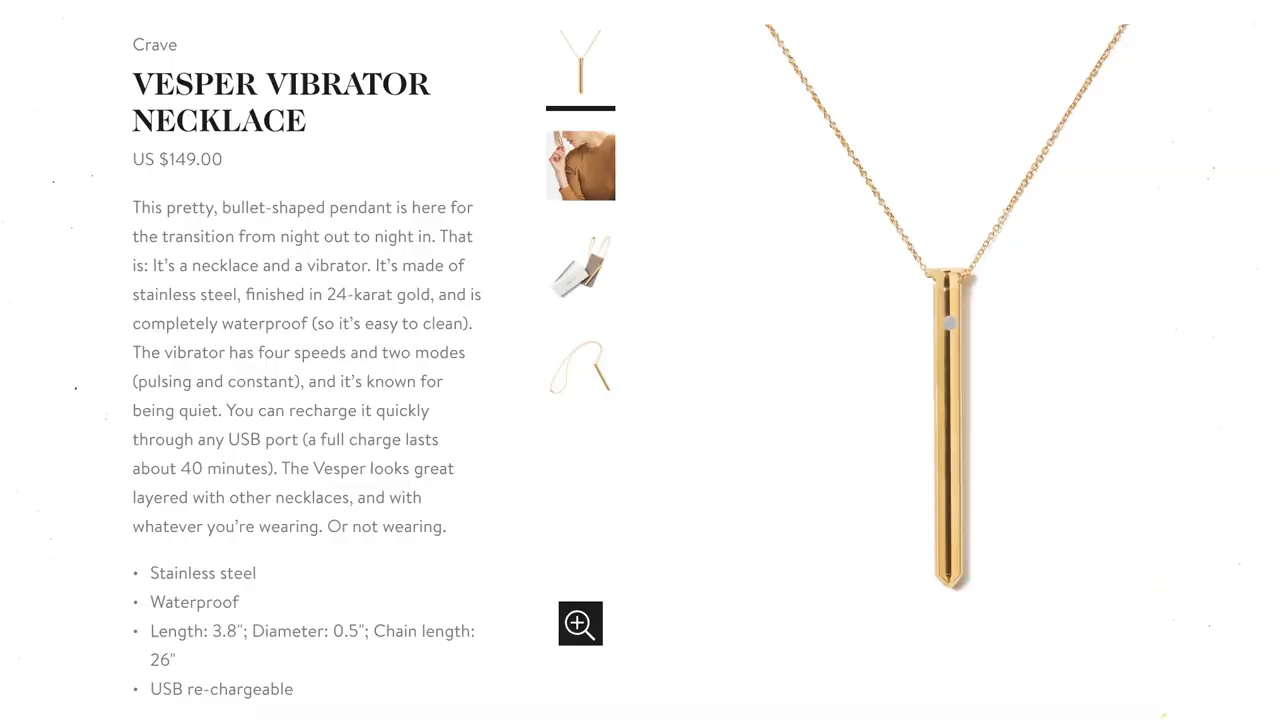 Crave
VESPER VIBRATOR
NECKLACE
US $149.00
This pretty, bullet-shaped pendant is here for
the transition from night out to night in. That
is: It’s a necklace and a vibrator. It’s made of
stainless steel, finished in 24-karat gold, and is
completely waterproof (so it’s easy to clean).
The vibrator has four speeds and two modes
(pulsing and constant), and it’s known for
being quiet. You can recharge it quickly
through any USB port (a full charge lasts
about 40 minutes). The Vesper looks great
layered with other necklaces, and with
whatever you’re wearing. Or not wearing.
• Stainless steel
• Waterproof
• Length: 3.8"; Diameter: 0.5"; Chain length:
26"
• USB re-chargeable